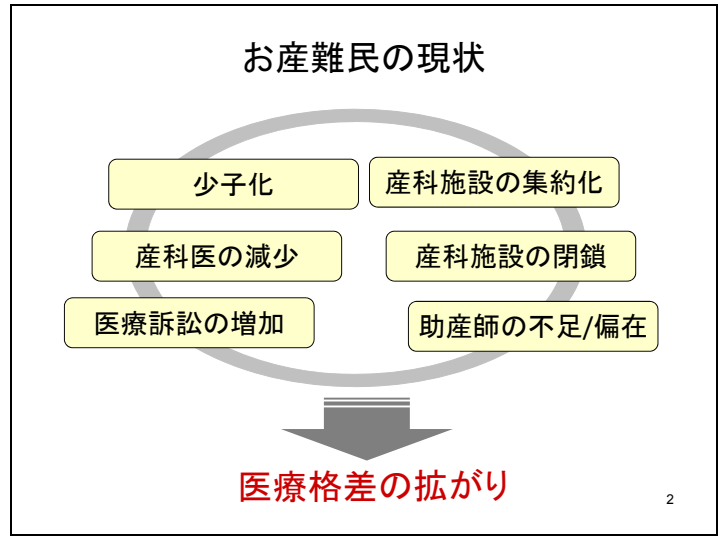 お産難民の現状
少子化
産科施設の集約化
産科医の減少
産科施設の閉鎖
医療訴訟の増加
助産師の不足/偏在
医療格差の拡がり
2